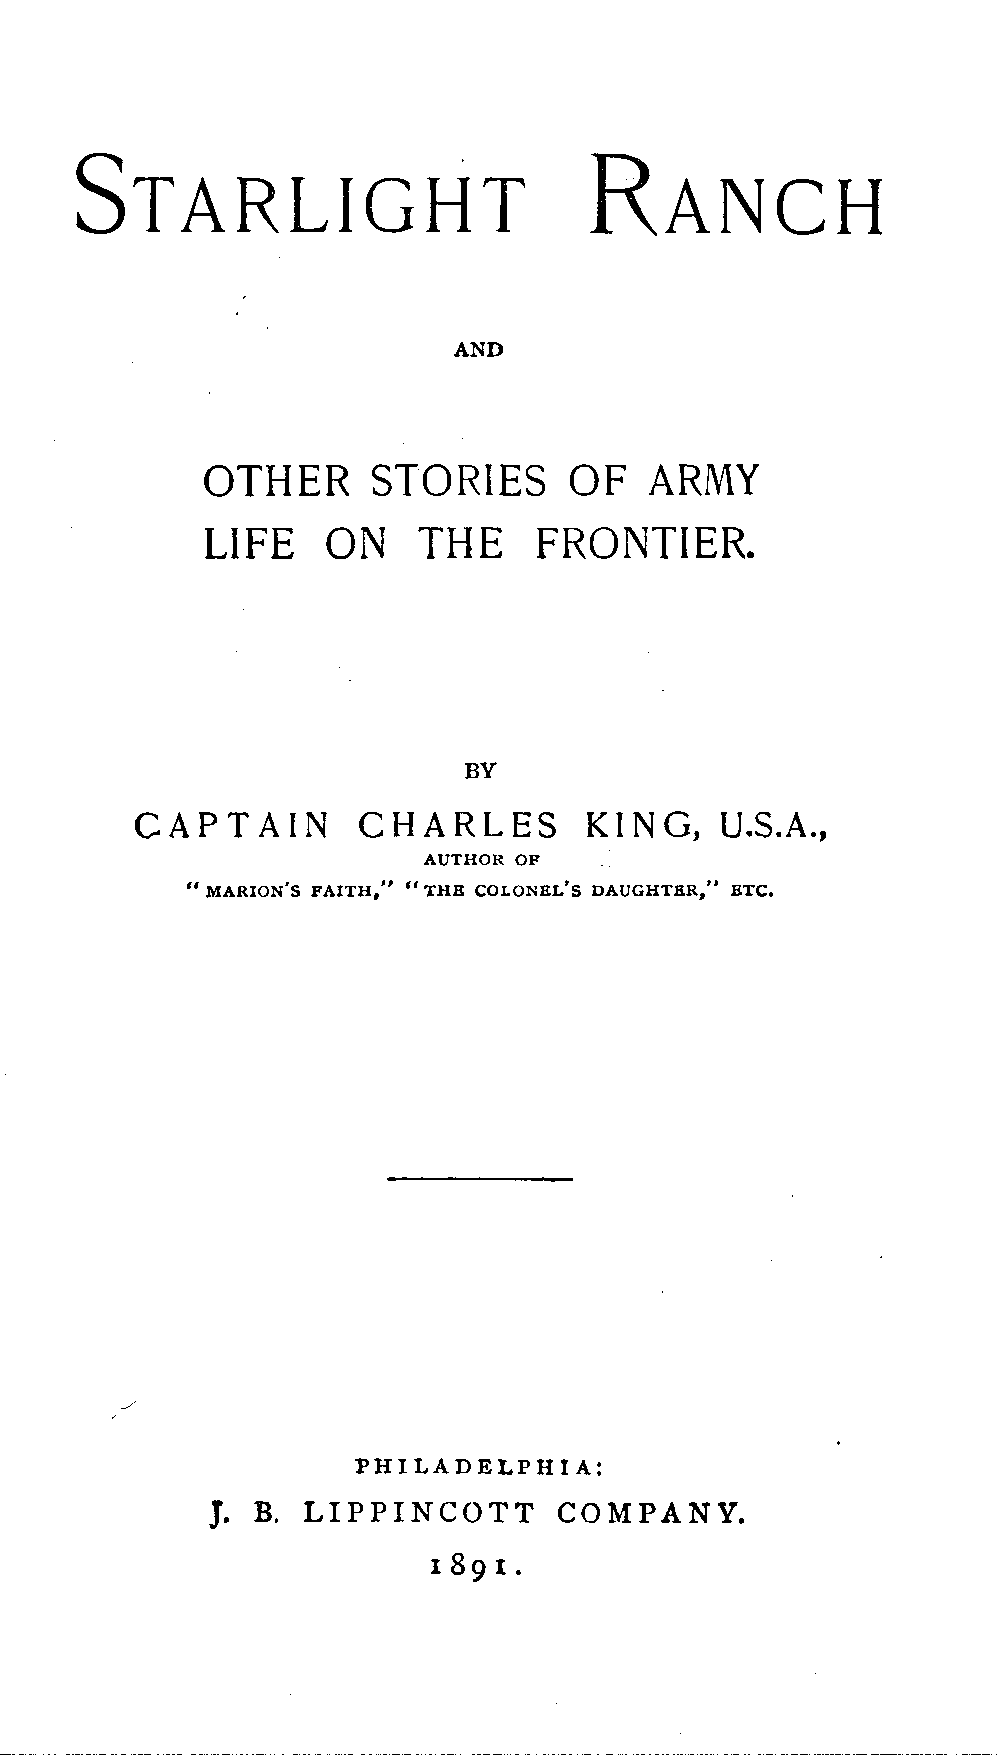 STARLIGHT RANCH
AND
OTHER STORIES OF ARMY
LIFE ON THE FRONTIER.
BY
CAPTAIN CHARLES KING, U.S.A.,
AUTHOR OF
"MARION'S FAITH," "THE COLONEL'S DAUGHTER," ETC.
PHILADELPHIA:
J. B. LIPPINCOTT COMPANY.
1891.